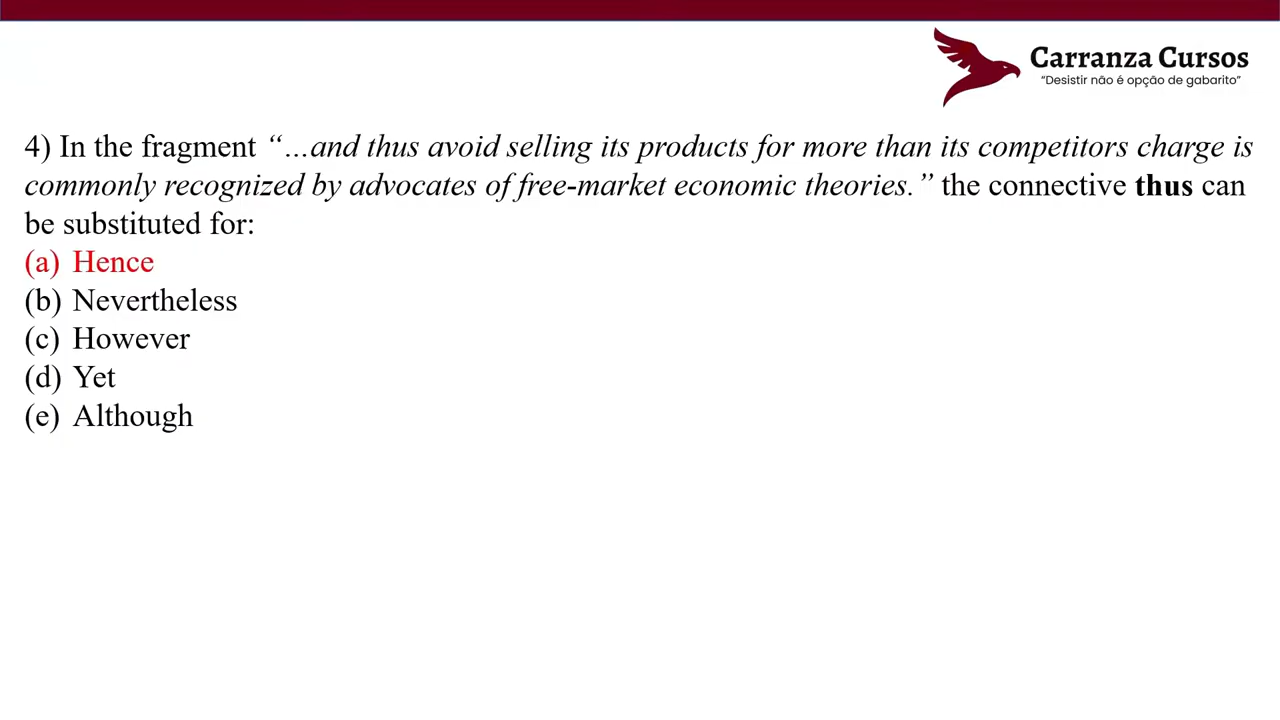 Carranza Cursos
“Desistir não é opção de gabarito”
4) In the fragment “…and thus avoid selling its products for more than its competitors charge is
commonly recognized by advocates of free-market economic theories.” the connective thus can
be substituted for:
(a) Hence
(b) Nevertheless
(c) However
(d) Yet
(e) Although